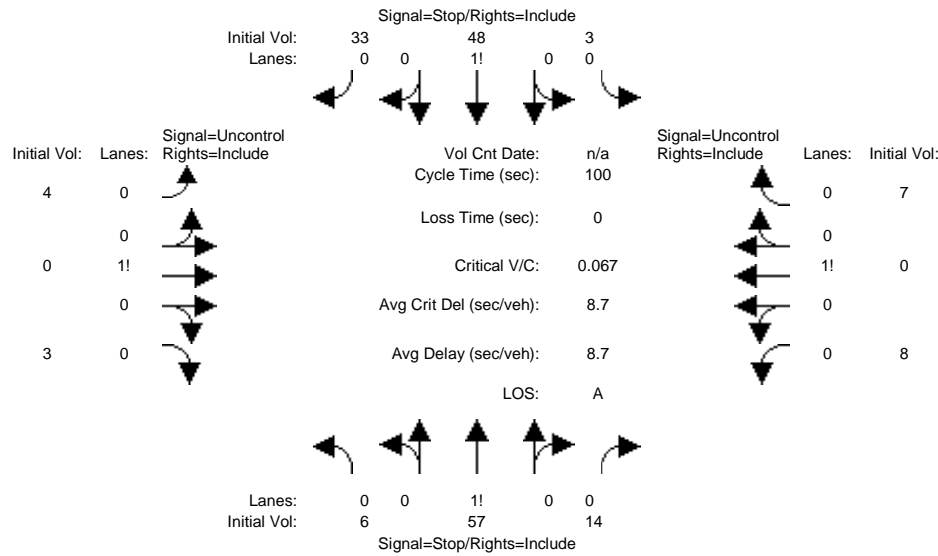 Signal=Stop/Rights=Include
Initial Vol: 33 48 3
Lanes: 0 0 1! 0 0
Signal=Uncontrol Signal=Uncontrol
Initial Vol: Lanes: Rights=Include Vol Cnt Date: n/a Rights=Include Lanes: Initial Vol:
Cycle Time (sec): 100
4 0 0 7
Loss Time (sec): 0
0 0
0 1! Critical V/C: 0.067 1! 0
0 Avg Crit Del (sec/veh): 8.7 0
3 0 Avg Delay (sec/veh): 8.7 0 8
LOS: A
Lanes: 0 0 1! 0 0
Initial Vol: 6 57 14
Signal=Stop/Rights=Include